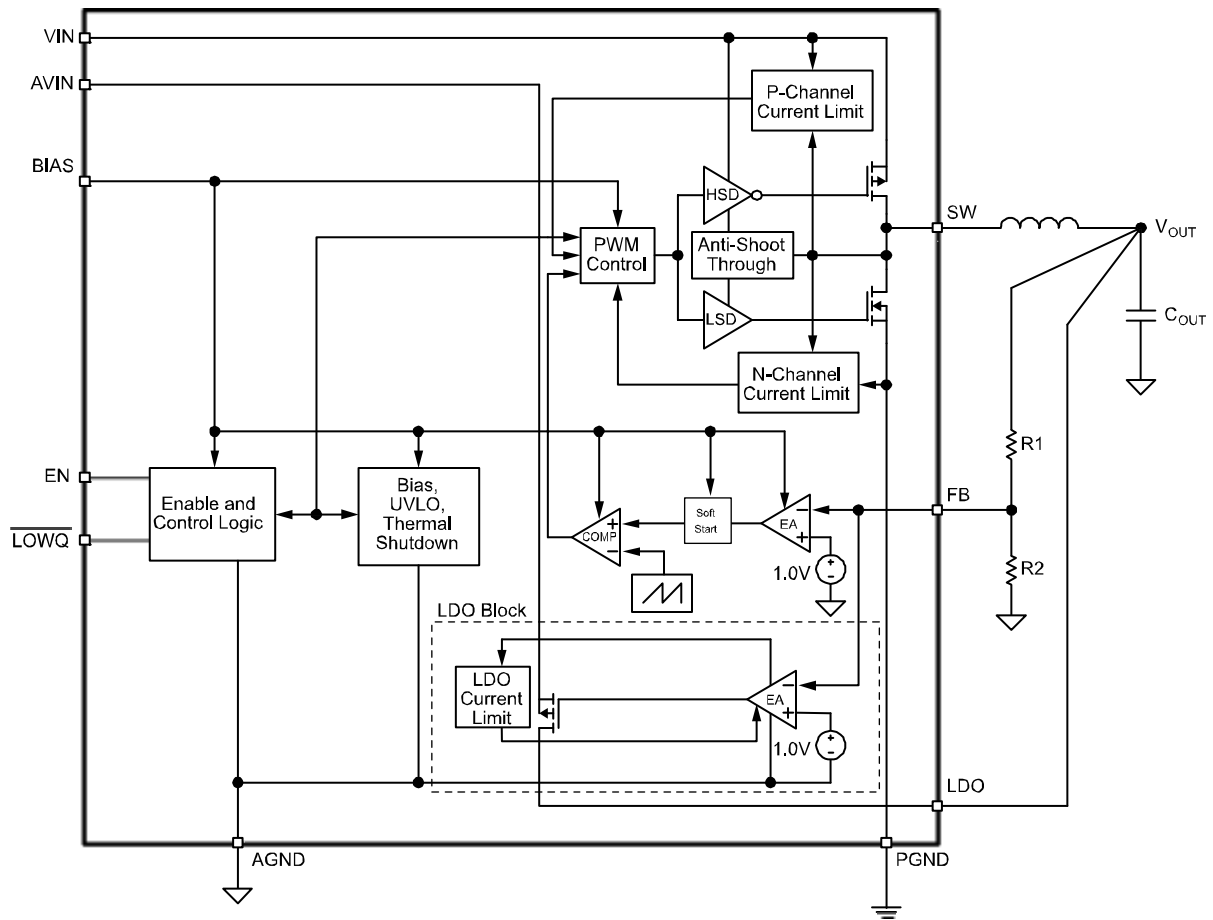 VIN
AVIN
P-Channel
Current Limit
BIAS
HSD
SW
PWM
Control
Anti-Shoot
Through
VOUT
LSD
COUT
N-Channel
Current Limit
R1
EN
Enable and
Control Logic
Bias,
UVLO,
Thermal
Shutdown
FB
LOWQ
+
−
COMP
Soft
Start
−
EA
+
1.0V
+
−
R2
LDO Block
LDO
Current
Limit
−
EA
+
1.0V
+
−
LDO
AGND
PGND